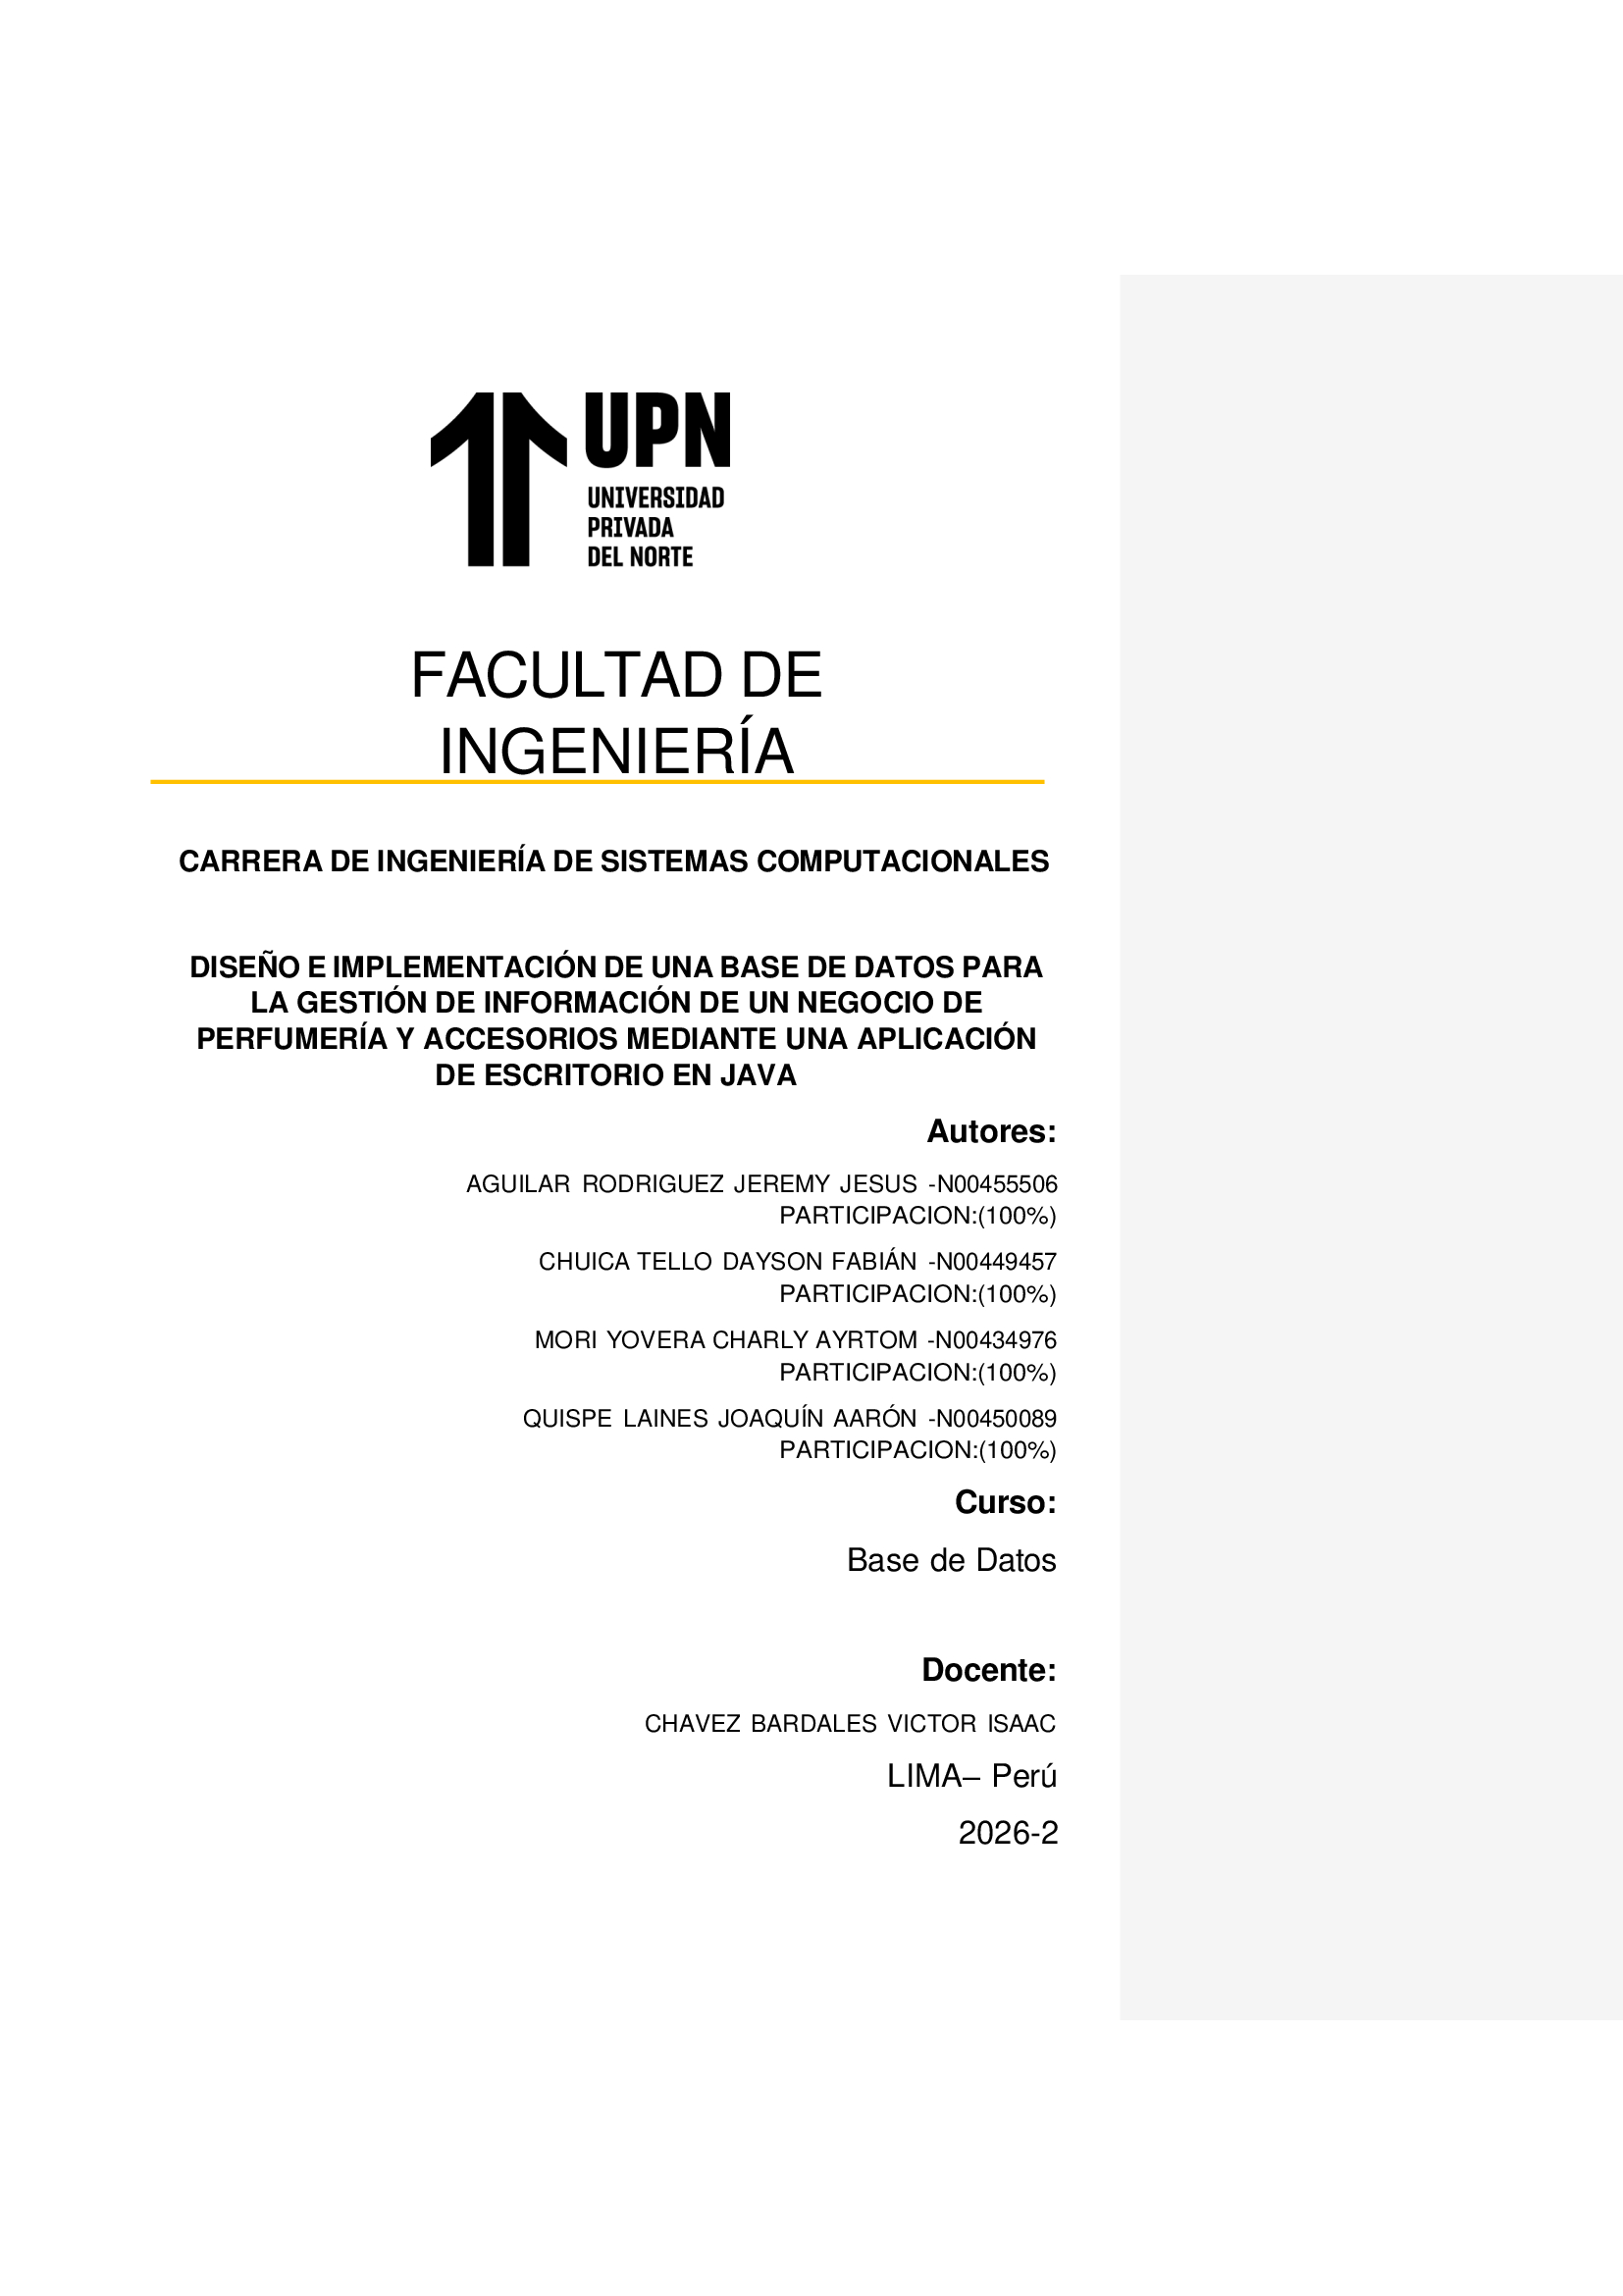 UPN
UNIVERSIDAD
PRIVADA
DEL NORTE
FACULTAD DE
INGENIERÍA
CARRERA DE INGENIERÍA DE SISTEMAS COMPUTACIONALES
DISEÑO E IMPLEMENTACIÓN DE UNA BASE DE DATOS PARA
LA GESTIÓN DE INFORMACIÓN DE UN NEGOCIO DE
PERFUMERÍA Y ACCESORIOS MEDIANTE UNA APLICACIÓN
DE ESCRITORIO EN JAVA
Autores:
AGUILAR RODRIGUEZ JEREMY JESUS -N00455506
PARTICIPACION:(100%)
CHUICA TELLO DAYSON FABIÁN -N00449457
PARTICIPACION:(100%)
MORI YOVERA CHARLY AYRTOM -N00434976
PARTICIPACION:(100%)
QUISPE LAINES JOAQUÍN AARÓN -N00450089
PARTICIPACION:(100%)
Curso:
Base de Datos
Docente:
CHAVEZ BARDALES VICTOR ISAAC
LIMA– Perú
2026-2